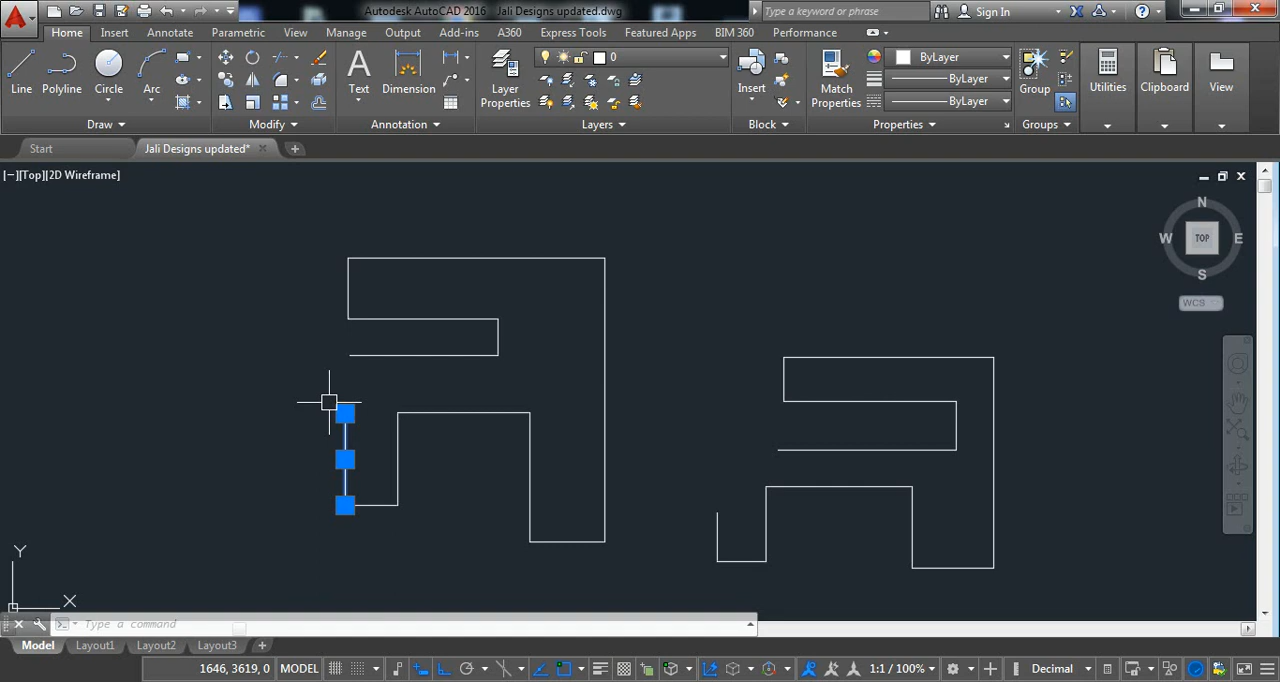 Autodesk AutoCAD 2016 Jali Designs updated.dwg Type a keyword or phrase Sign In
Home Insert Annotate Parametric View Manage Output Add-ins A360 Express Tools Featured Apps BIM 360 Performance
0 ByLayer
Line Polyline Circle Arc Text Dimension Layer Properties Insert Match Properties ByLayer Group Utilities Clipboard View
ByLayer
Draw Modify Annotation Layers Block Properties Groups
Start Jali Designs updated*
[−][Top][2D Wireframe]
N
W TOP E
S
WCS
Y
X
Type a command
Model Layout1 Layout2 Layout3
1646, 3619, 0 MODEL 1:1 / 100% Decimal